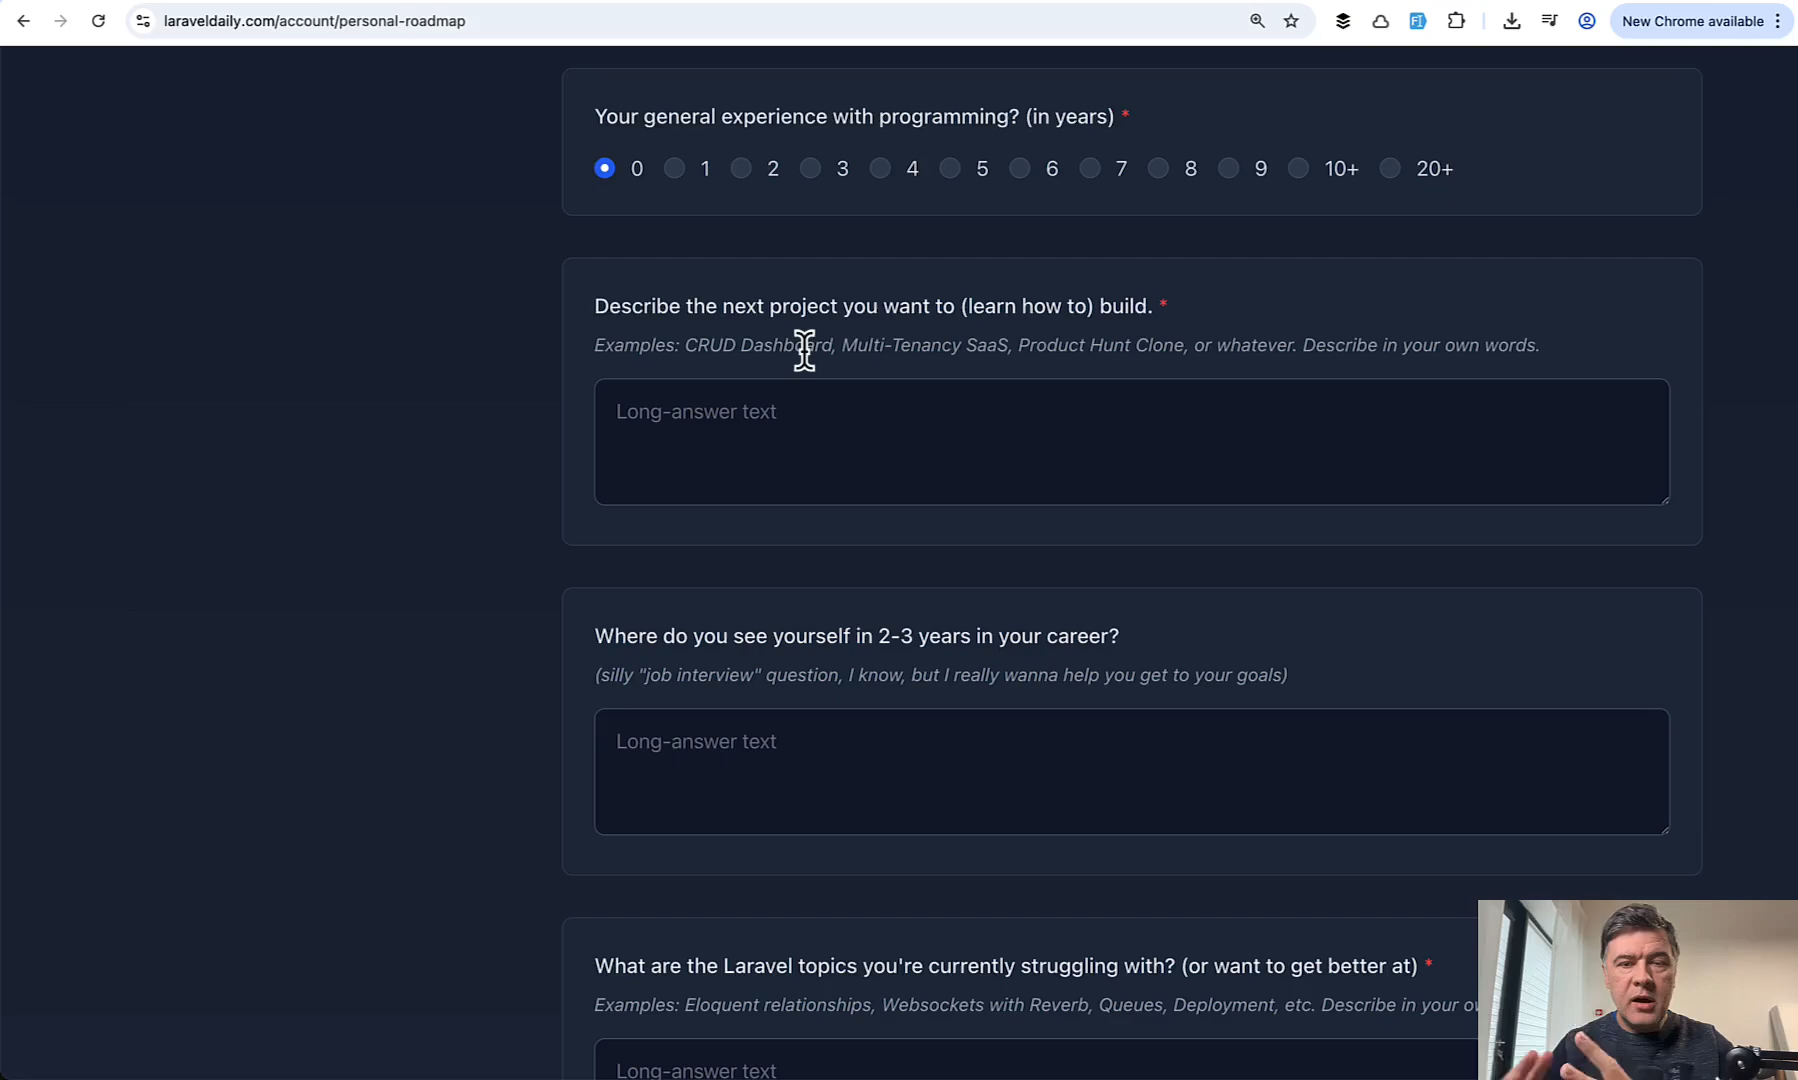 laraveldaily.com/account/personal-roadmap
New Chrome available
Your general experience with programming? (in years) *
0 1 2 3 4 5 6 7 8 9 10+ 20+
Describe the next project you want to (learn how to) build. *
Examples: CRUD Dashboard, Multi-Tenancy SaaS, Product Hunt Clone, or whatever. Describe in your own words.
Long-answer text
Where do you see yourself in 2-3 years in your career?
(silly "job interview" question, I know, but I really wanna help you get to your goals)
Long-answer text
What are the Laravel topics you're currently struggling with? (or want to get better at) *
Examples: Eloquent relationships, Websockets with Reverb, Queues, Deployment, etc. Describe in your
Long-answer text